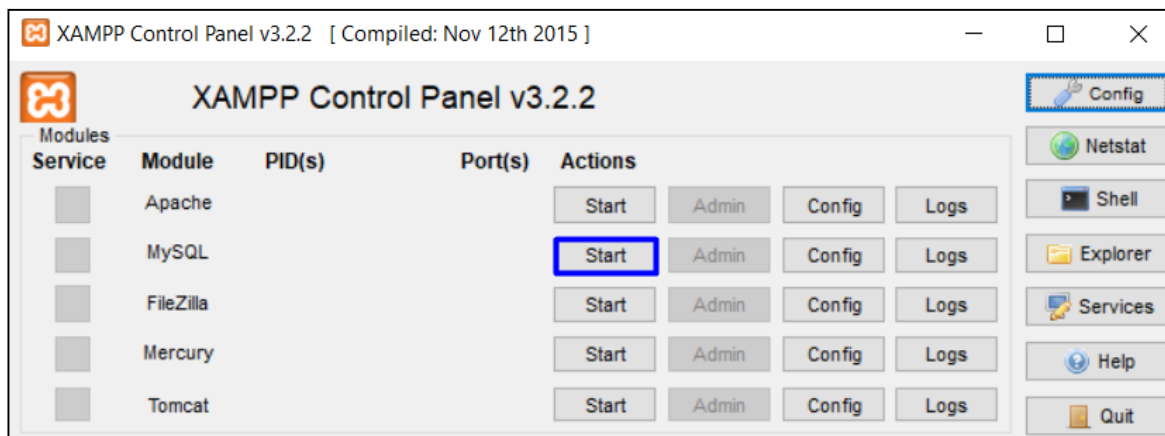 XAMPP Control Panel v3.2.2 [ Compiled: Nov 12th 2015 ]
XAMPP Control Panel v3.2.2
Config
Modules
Netstat
Service Module PID(s) Port(s) Actions
Apache Start Admin Config Logs
Shell
MySQL Start Admin Config Logs
Explorer
FileZilla Start Admin Config Logs
Services
Mercury Start Admin Config Logs
Help
Tomcat Start Admin Config Logs
Quit